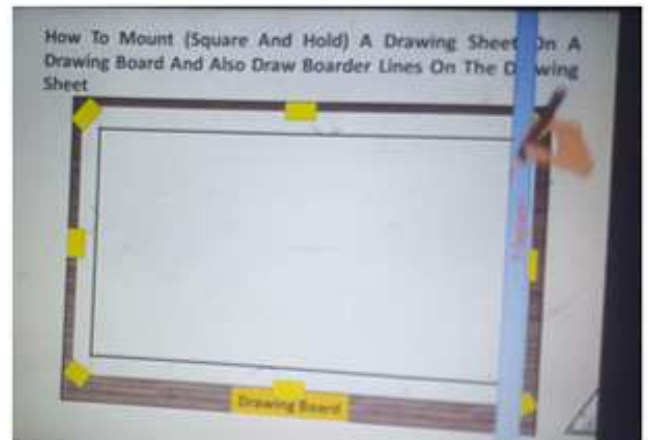 How To Mount (Square And Hold) A Drawing Sheet On A
Drawing Board And Also Draw Boarder Lines On The D wing
Sheet
Drawing Board